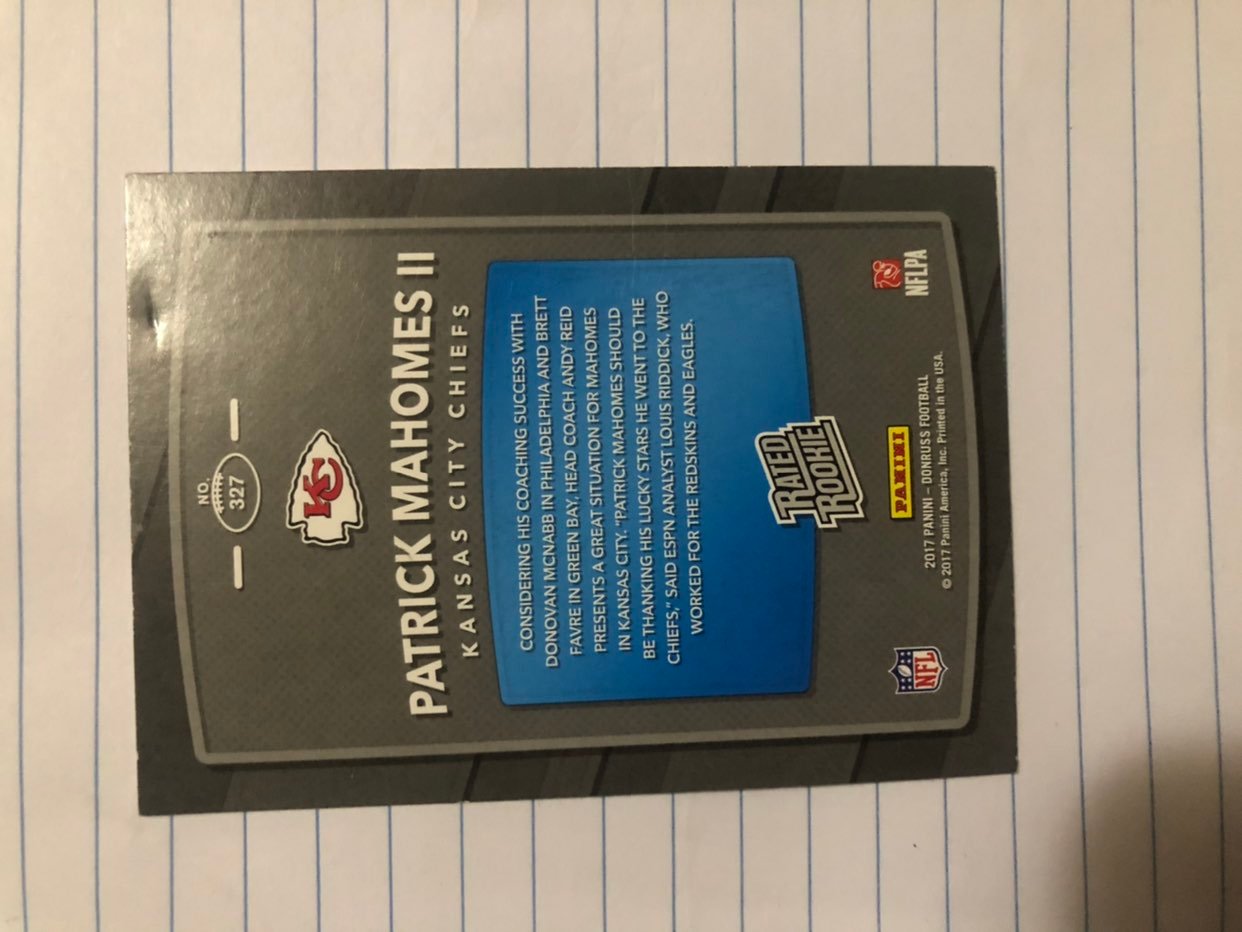 NO.
327
KC
PATRICK MAHOMES II
KANSAS CITY CHIEFS
CONSIDERING HIS COACHING SUCCESS WITH
DONOVAN MCNABB IN PHILADELPHIA AND BRETT
FAVRE IN GREEN BAY, HEAD COACH ANDY REID
PRESENTS A GREAT SITUATION FOR MAHOMES
IN KANSAS CITY. "PATRICK MAHOMES SHOULD
BE THANKING HIS LUCKY STARS HE WENT TO THE
CHIEFS," SAID ESPN ANALYST LOUIS RIDDICK, WHO
WORKED FOR THE REDSKINS AND EAGLES.
RATED
ROOKIE
PANINI
NFL
2017 PANINI – DONRUSS FOOTBALL
© 2017 Panini America, Inc. Printed in the USA.
NFLPA